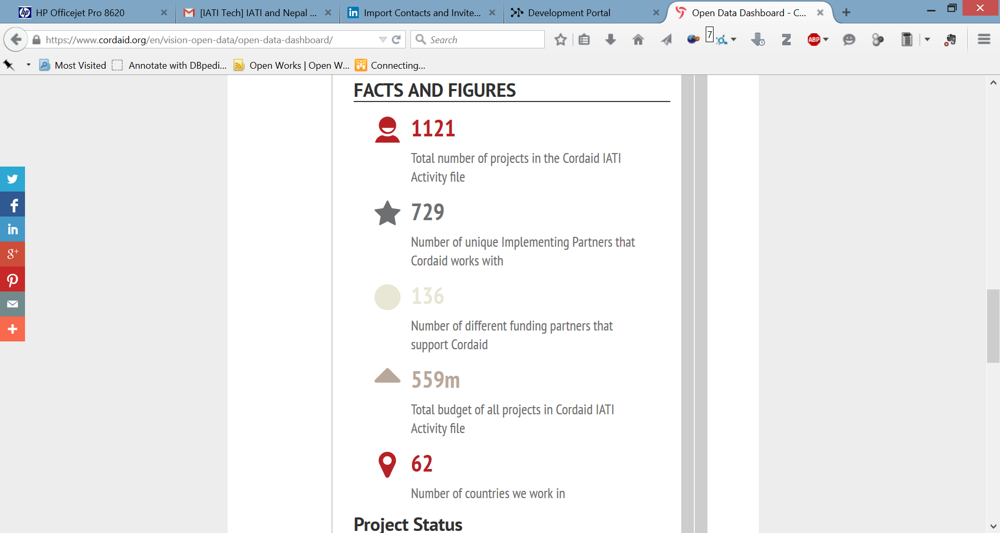 HP Officejet Pro 8620
[IATI Tech] IATI and Nepal ...
Import Contacts and Invite...
Development Portal
Open Data Dashboard - C...
https://www.cordaid.org/en/vision-open-data/open-data-dashboard/
Search
7
ABP
Most Visited
Annotate with DBpedi...
Open Works | Open W...
Connecting...
FACTS AND FIGURES
1121
Total number of projects in the Cordaid IATI
Activity file
729
Number of unique Implementing Partners that
Cordaid works with
136
Number of different funding partners that
support Cordaid
559m
Total budget of all projects in Cordaid IATI
Activity file
62
Number of countries we work in
Project Status